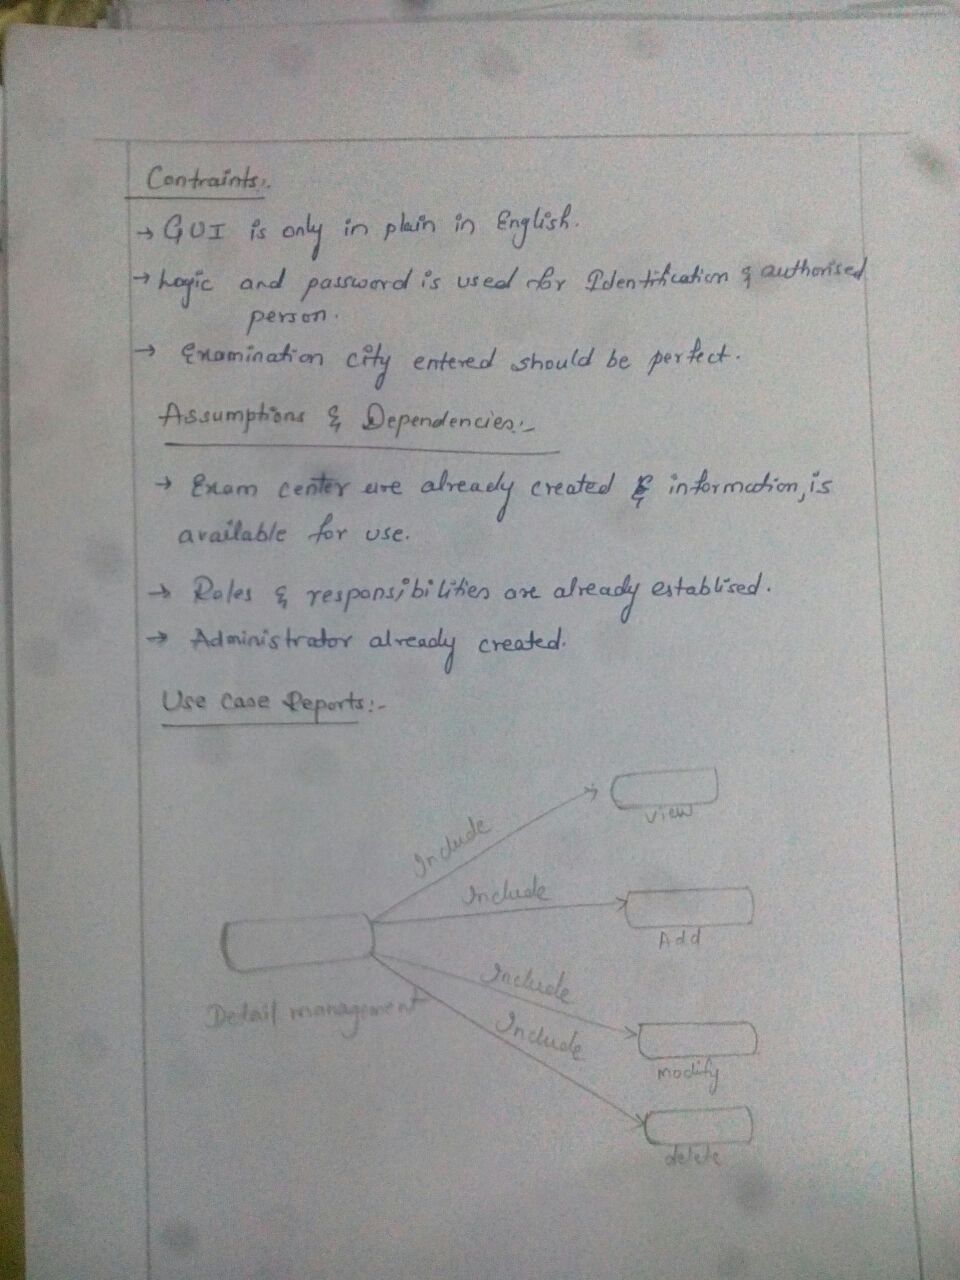 Contraints:-
→ GUI is only in plain in English.
→ Logic and password is used for Identification & authorised
person.
→ Examination city entered should be perfect.
Assumptions & Dependencies:-
→ Exam center are already created & information, is
available for use.
→ Roles & responsibilities are already establised.
→ Administrator already created.
Use Case Reports:-
Include
View
Include
Add
Detail management
Include
modify
Include
delete